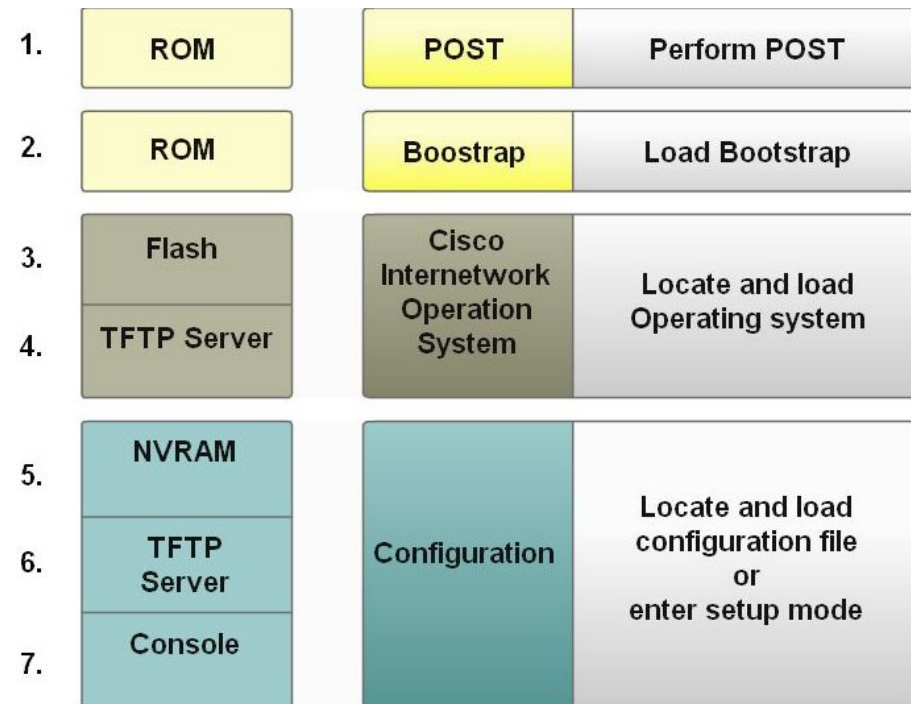 1.
ROM
POST
Perform POST
2.
ROM
Boostrap
Load Bootstrap
3.
Flash
4.
TFTP Server
Cisco
Internetwork
Operation
System
Locate and load
Operating system
5.
NVRAM
6.
TFTP
Server
7.
Console
Configuration
Locate and load
configuration file
or
enter setup mode